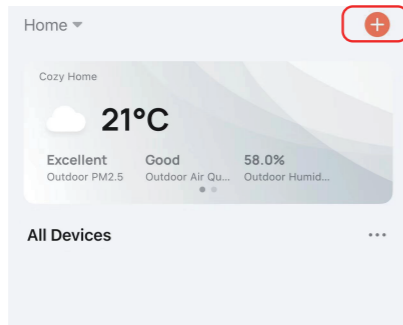 Home
Cozy Home
21°C
Excellent Good 58.0%
Outdoor PM2.5 Outdoor Air Qu... Outdoor Humid...
All Devices